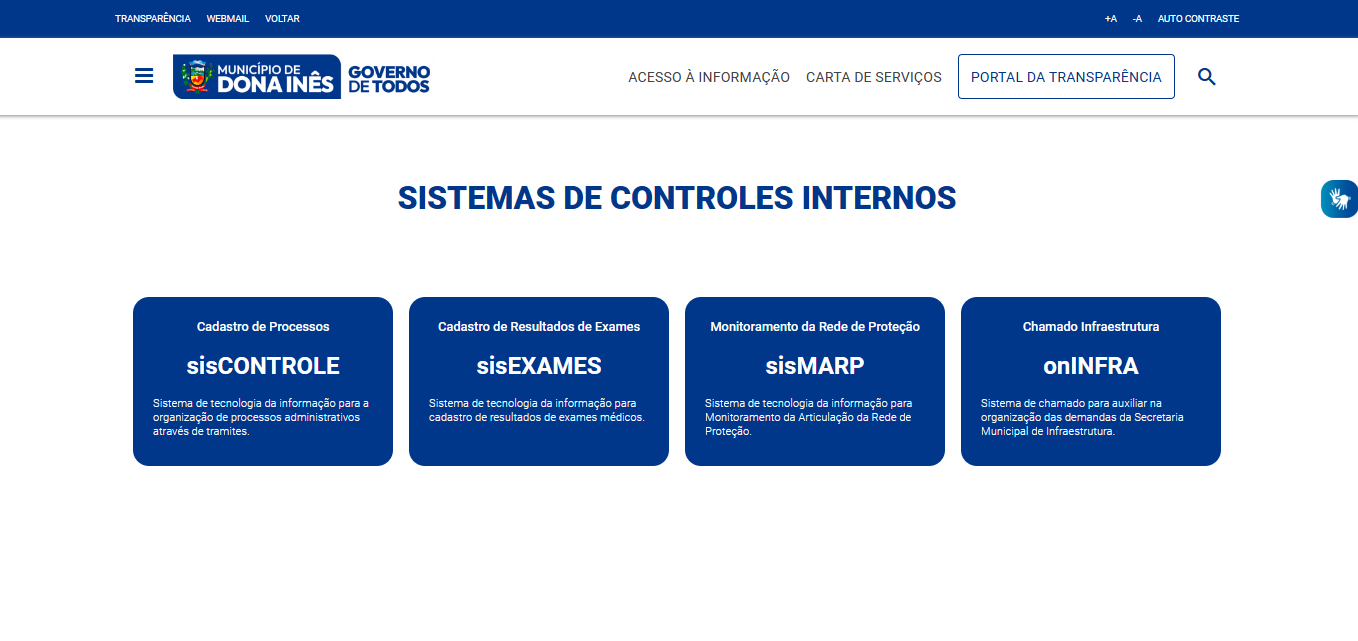 TRANSPARÊNCIA WEBMAIL VOLTAR +A -A AUTO CONTRASTE
MUNICÍPIO DE
DONA INÊS
GOVERNO
DE TODOS
ACESSO À INFORMAÇÃO CARTA DE SERVIÇOS PORTAL DA TRANSPARÊNCIA
SISTEMAS DE CONTROLES INTERNOS
Cadastro de Processos
sisCONTROLE
Sistema de tecnologia da informação para a
organização de processos administrativos
através de tramites.
Cadastro de Resultados de Exames
sisEXAMES
Sistema de tecnologia da informação para
cadastro de resultados de exames médicos.
Monitoramento da Rede de Proteção
sisMARP
Sistema de tecnologia da informação para
Monitoramento da Articulação da Rede de
Proteção.
Chamado Infraestrutura
onINFRA
Sistema de chamado para auxiliar na
organização das demandas da Secretaria
Municipal de Infraestrutura.